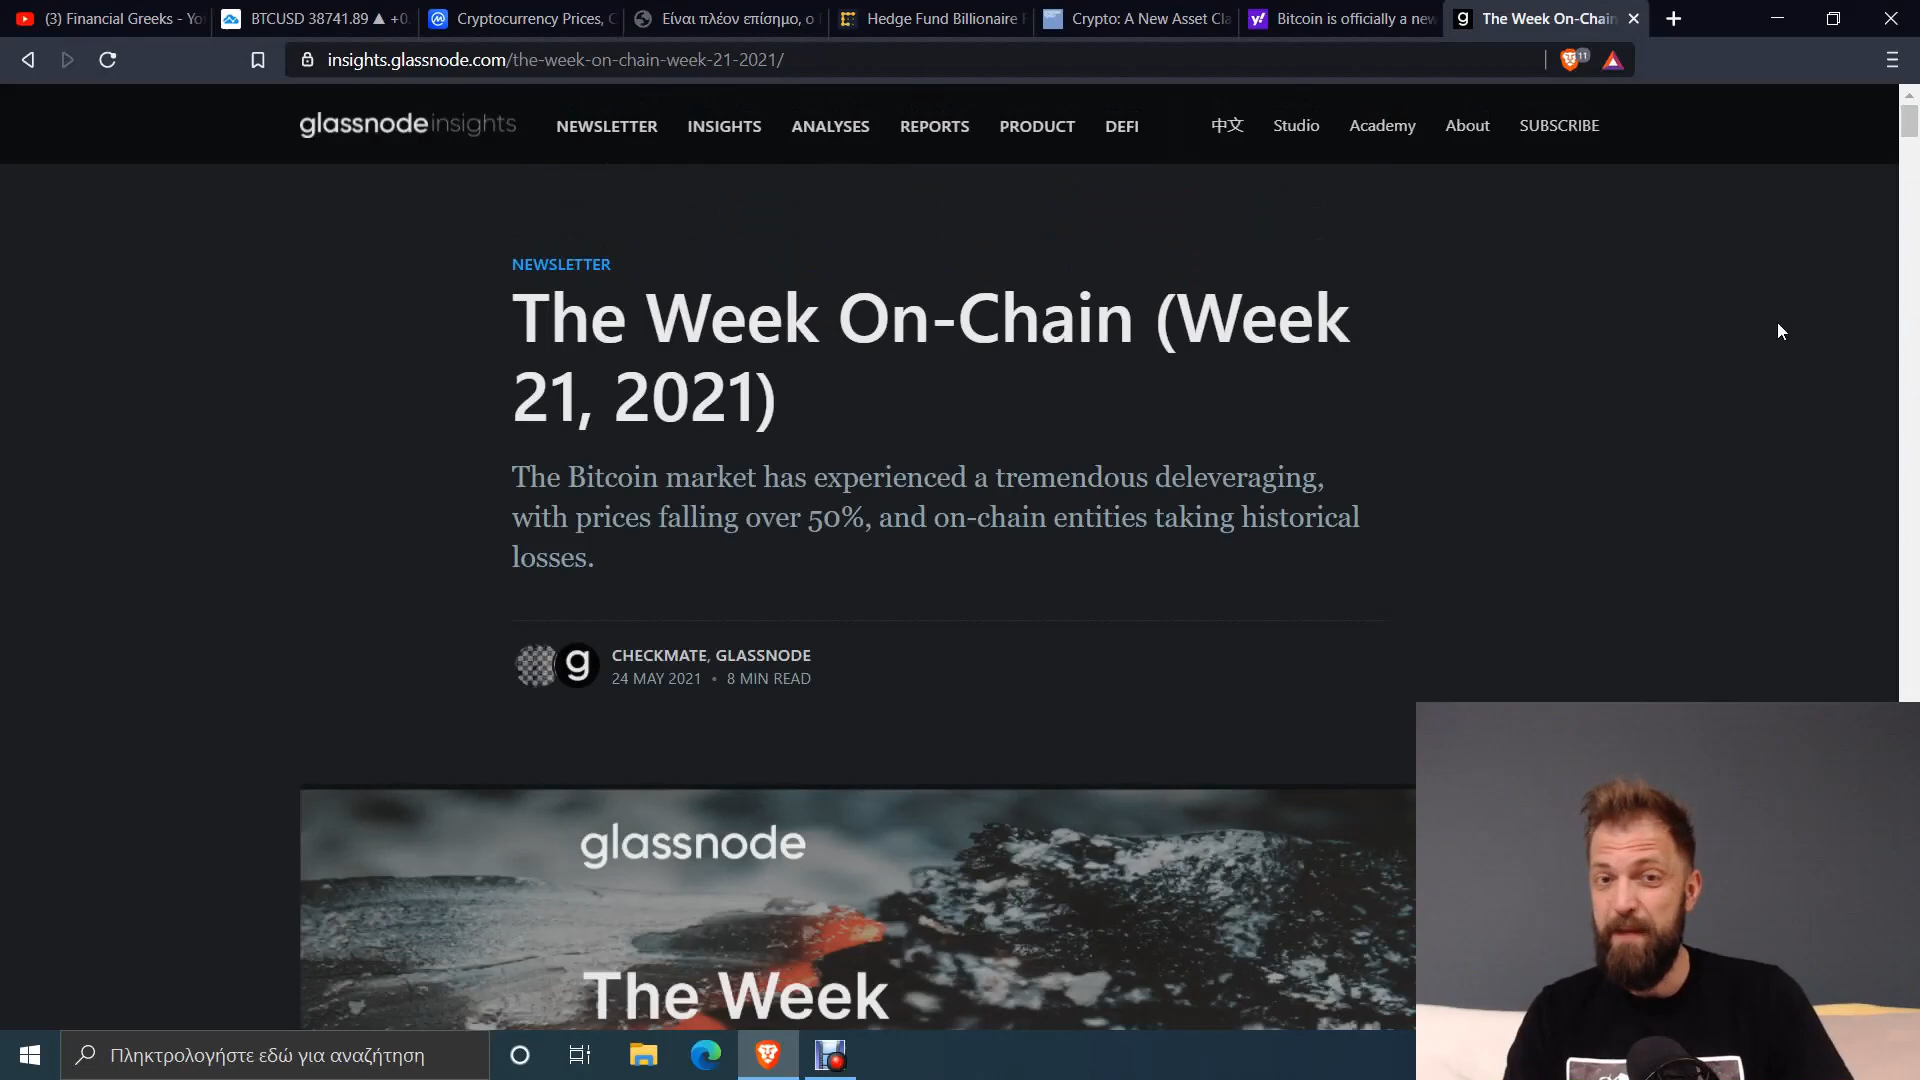 (3) Financial Greeks - Yo
BTCUSD 38741.89 ▲ +0.
Cryptocurrency Prices, C
Είναι πλέον επίσημο, ο
Hedge Fund Billionaire
Crypto: A New Asset Cla
Bitcoin is officially a new
The Week On-Chain
insights.glassnode.com/the-week-on-chain-week-21-2021/
11
glassnode insights
NEWSLETTER
INSIGHTS
ANALYSES
REPORTS
PRODUCT
DEFI
中文
Studio
Academy
About
SUBSCRIBE
NEWSLETTER
The Week On-Chain (Week
21, 2021)
The Bitcoin market has experienced a tremendous deleveraging,
with prices falling over 50%, and on-chain entities taking historical
losses.
g
CHECKMATE, GLASSNODE
24 MAY 2021 • 8 MIN READ
glassnode
The Week
Πληκτρολογήστε εδώ για αναζήτηση